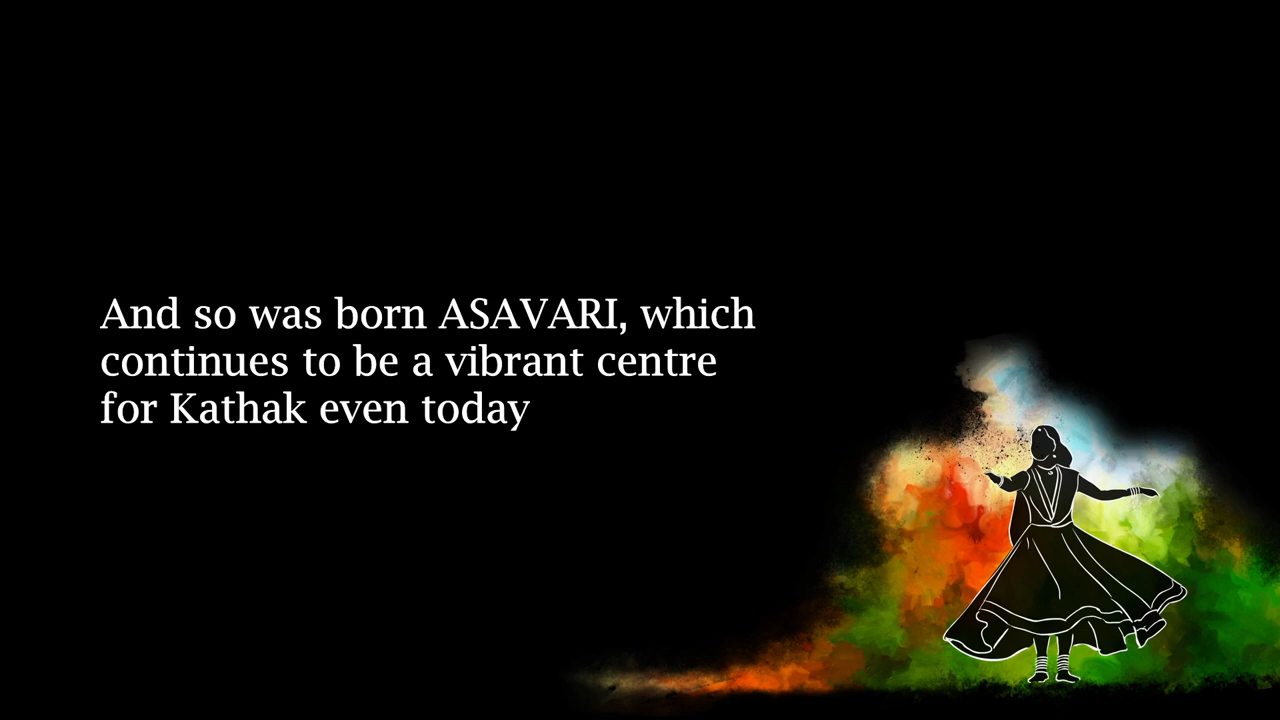 And so was born ASAVARI, which
continues to be a vibrant centre
for Kathak even today